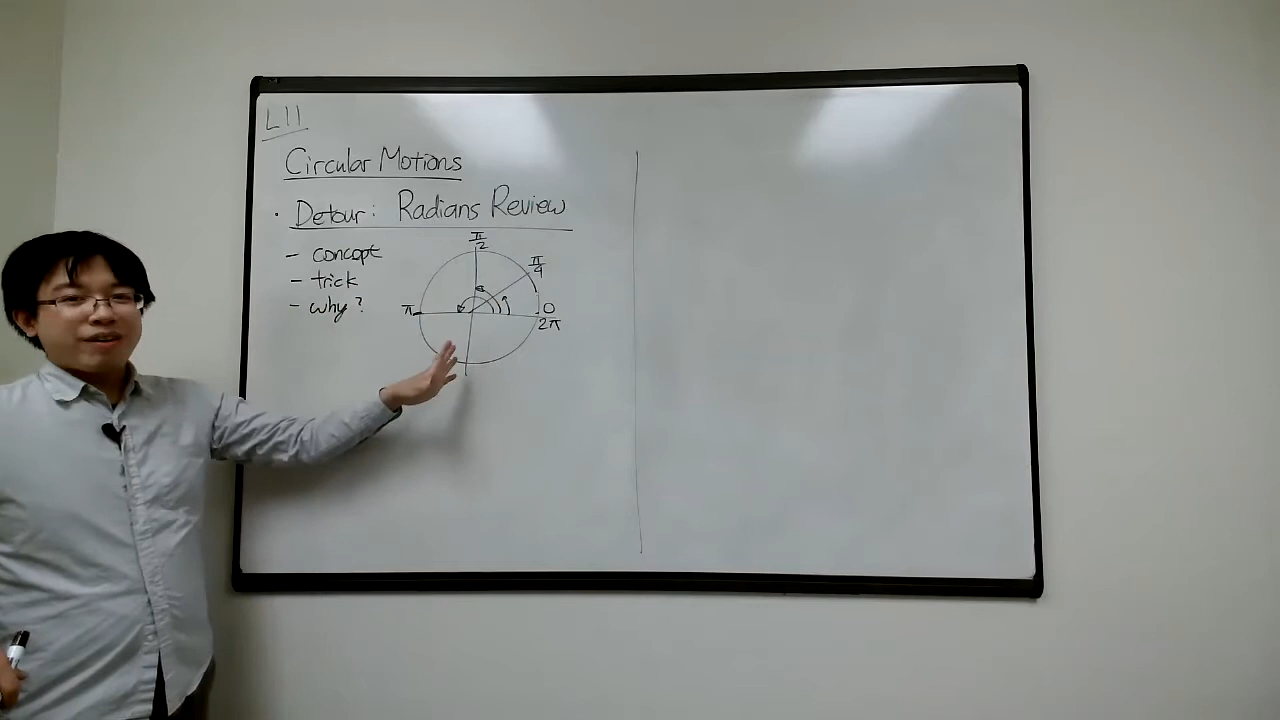 L11
Circular Motions
· Detour: Radians Review
- concept
- trick
- why?
π/2
π/4
π
0
2π